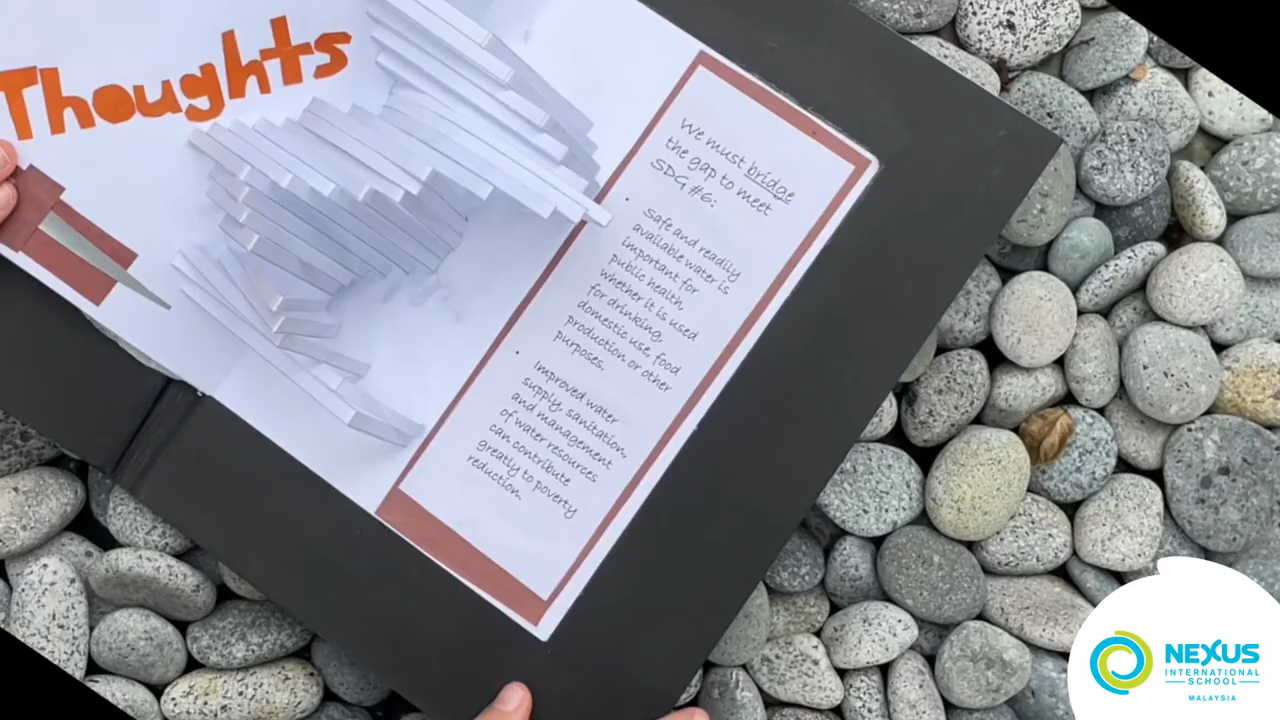 Thoughts
We must bridge
the gap to meet
SDG #6:
• Safe and readily
available water is
important for
public health,
whether it is used
for drinking,
domestic use, food
production or other
purposes.
• Improved water
supply, sanitation,
and management
of water resources
can contribute
greatly to poverty
reduction.
NEXUS
INTERNATIONAL
SCHOOL
MALAYSIA